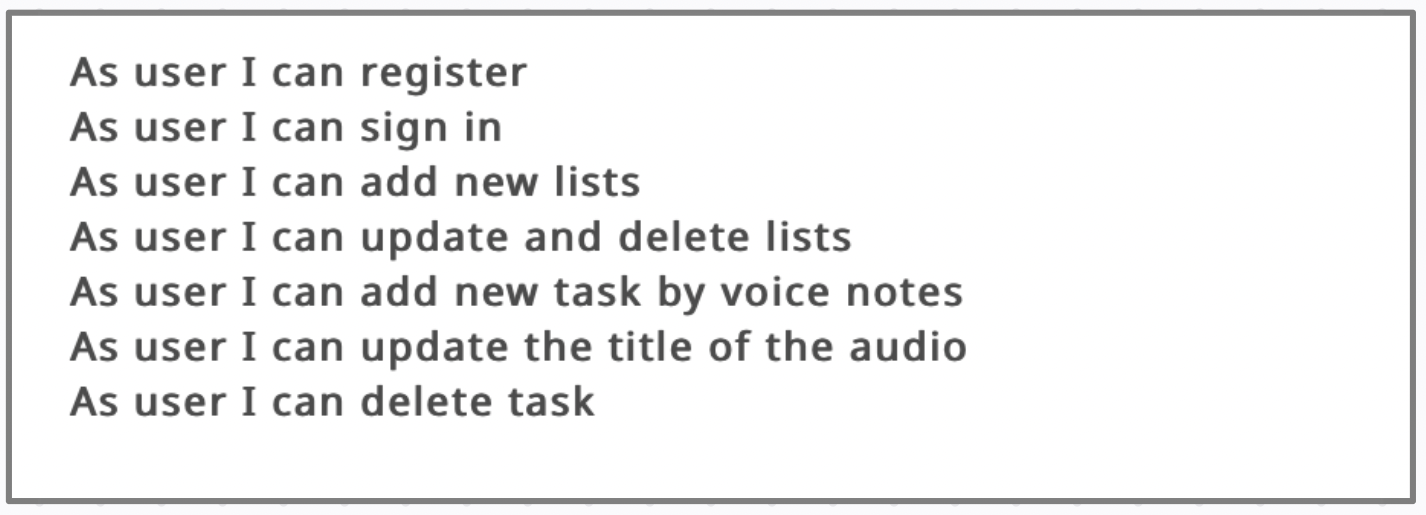 As user I can register
As user I can sign in
As user I can add new lists
As user I can update and delete lists
As user I can add new task by voice notes
As user I can update the title of the audio
As user I can delete task